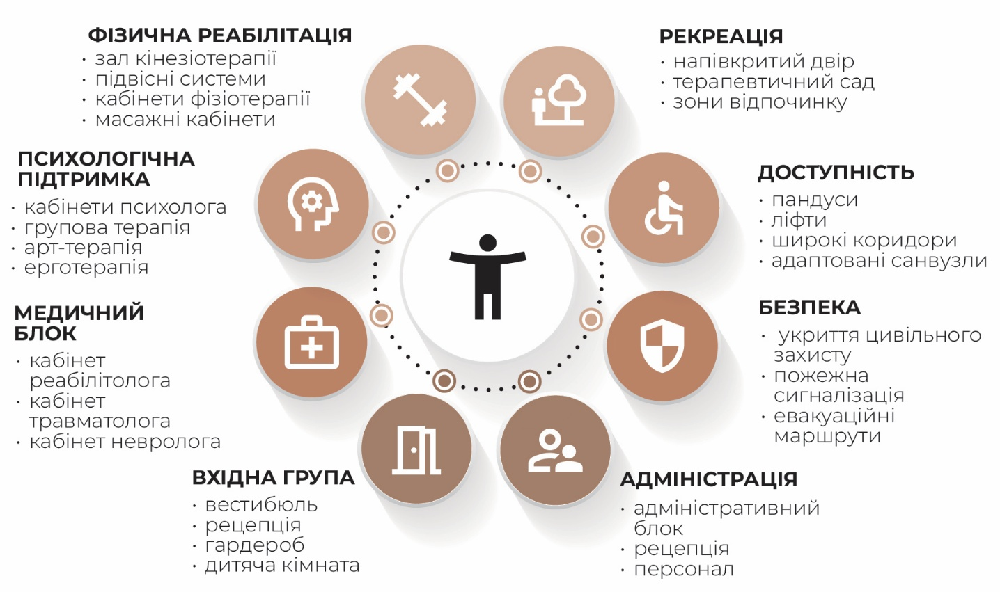 ФІЗИЧНА РЕАБІЛІТАЦІЯ
· зал кінезіотерапії
· підвісні системи
· кабінети фізіотерапії
· масажні кабінети
РЕКРЕАЦІЯ
· напівкритий двір
· терапевтичний сад
· зони відпочинку
ПСИХОЛОГІЧНА
ПІДТРИМКА
· кабінети психолога
· групова терапія
· арт-терапія
· ерготерапія
ДОСТУПНІСТЬ
· пандуси
· ліфти
· широкі коридори
· адаптовані санвузли
МЕДИЧНИЙ
БЛОК
· кабінет
реабілітолога
· кабінет
травматолога
· кабінет невролога
БЕЗПЕКА
· укриття цивільного
захисту
· пожежна
сигналізація
· евакуаційні
маршрути
ВХІДНА ГРУПА
· вестибюль
· рецепція
· гардероб
· дитяча кімната
АДМІНІСТРАЦІЯ
· адміністративний
блок
· рецепція
· персонал